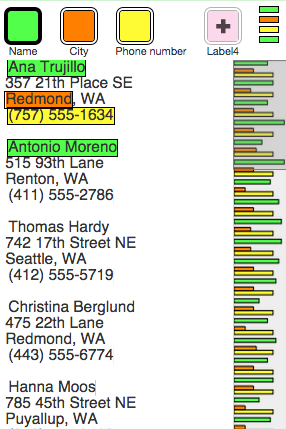 Name City Phone number Label4
Ana Trujillo
357 21th Place SE
Redmond, WA
(757) 555-1634
Antonio Moreno
515 93th Lane
Renton, WA
(411) 555-2786
Thomas Hardy
742 17th Street NE
Seattle, WA
(412) 555-5719
Christina Berglund
475 22th Lane
Redmond, WA
(443) 555-6774
Hanna Moos
785 45th Street NE
Puyallup, WA